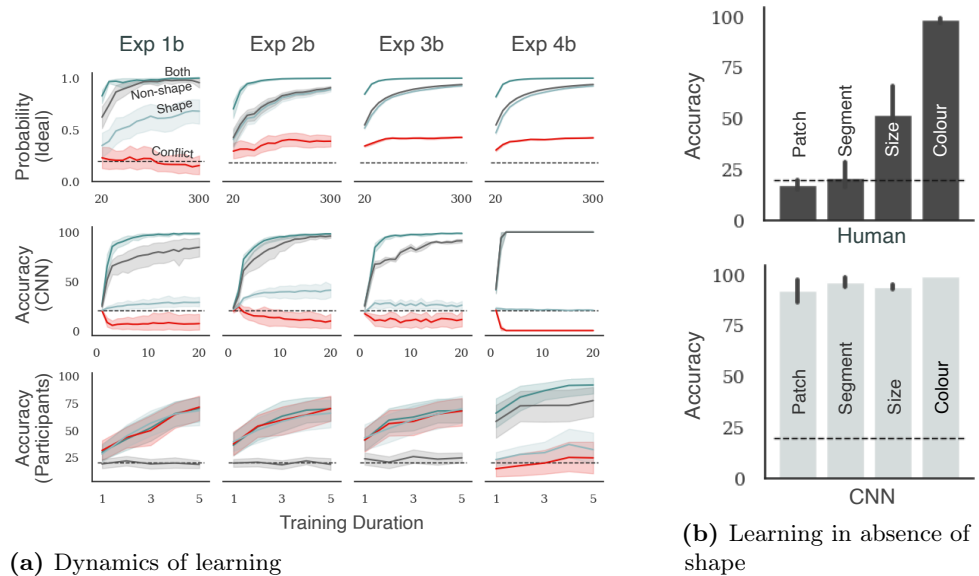 Exp 1b Exp 2b Exp 3b Exp 4b
Probability
(Ideal)
1.0
0.5
0.0
Both
Non-shape
Shape
Conflict
20 300 20 300 20 300 20 300
Accuracy
(CNN)
100
50
0
0 10 20 0 10 20 0 10 20 0 10 20
Accuracy
(Participants)
100
75
50
25
1 3 5 1 3 5 1 3 5 1 3 5
Training Duration
(a) Dynamics of learning
Accuracy
100
75
50
25
0
Patch
Segment
Size
Colour
Human
Accuracy
100
75
50
25
0
Patch
Segment
Size
Colour
CNN
(b) Learning in absence of
shape